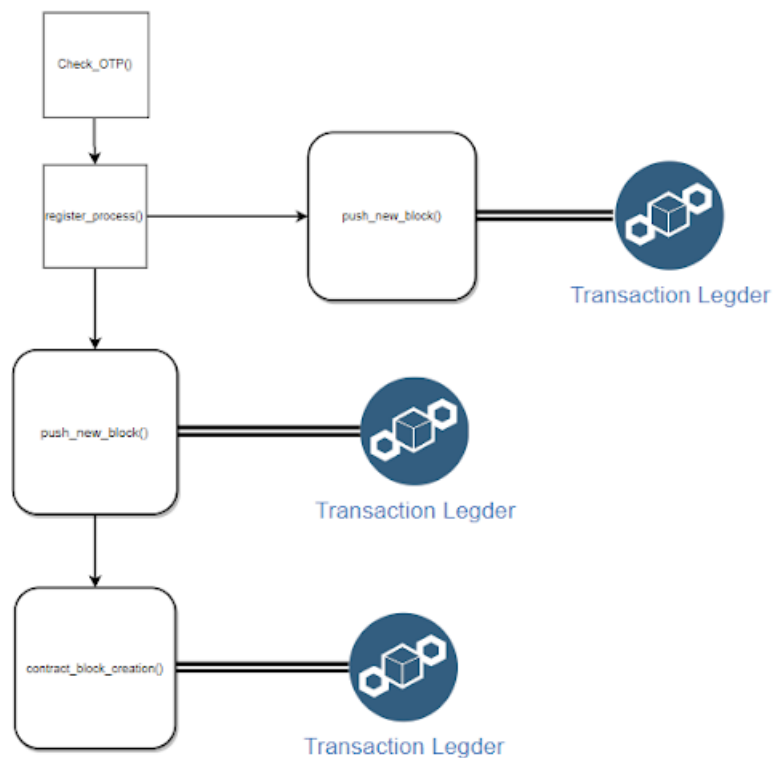 Check_OTP()
register_process()
push_new_block()
Transaction Legder
push_new_block()
Transaction Legder
contract_block_creation()
Transaction Legder